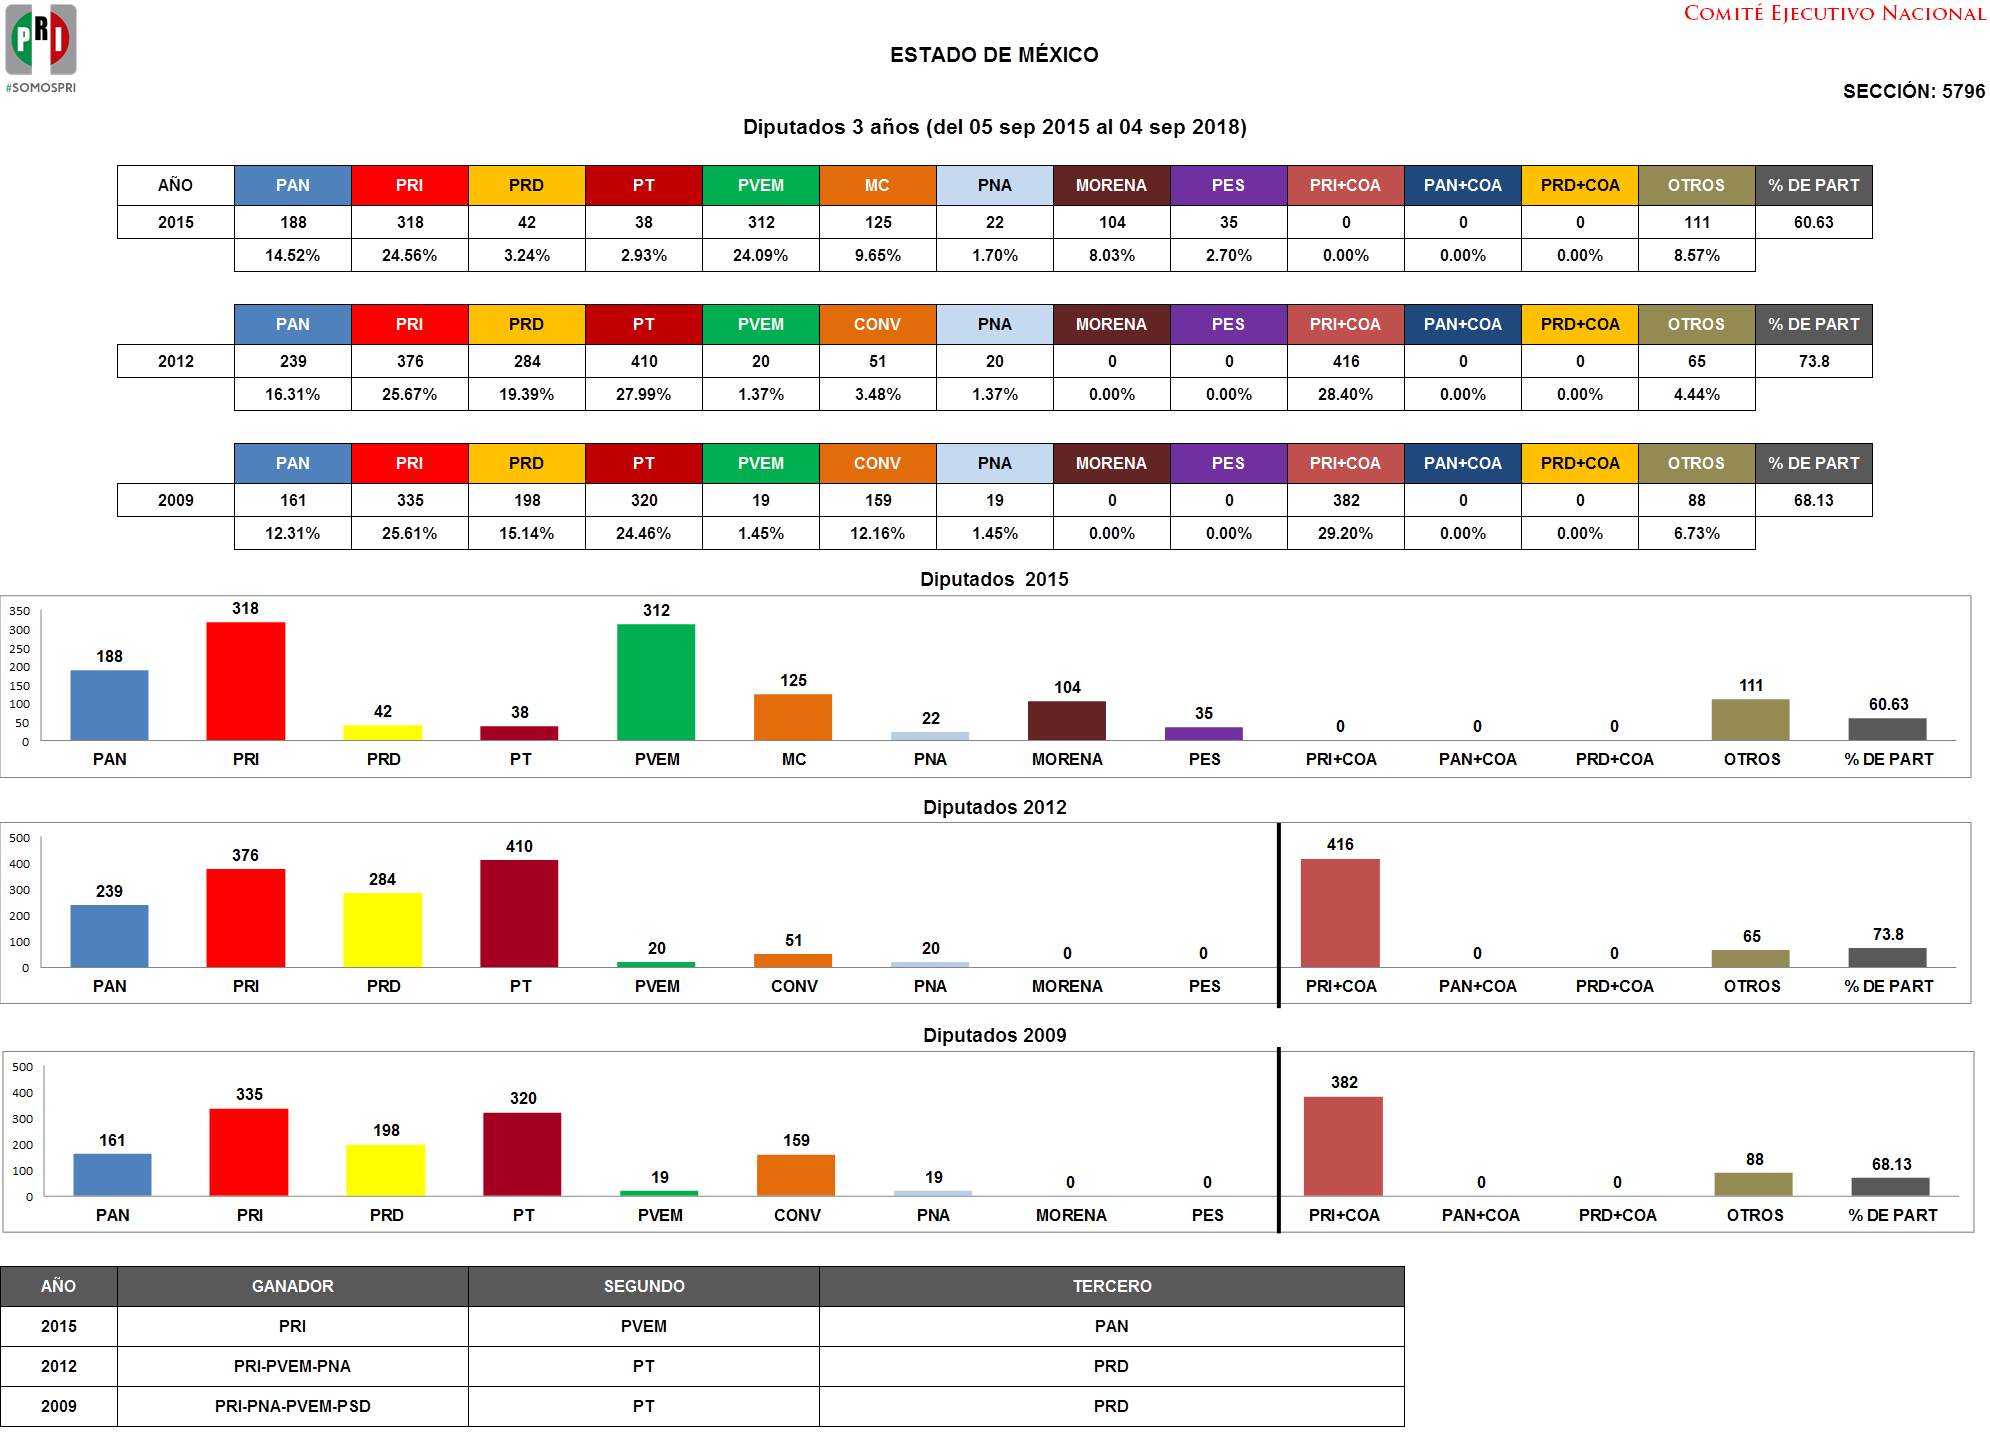 PRI
#SOMOSPRI
COMITÉ EJECUTIVO NACIONAL
ESTADO DE MÉXICO
SECCIÓN: 5796
Diputados 3 años (del 05 sep 2015 al 04 sep 2018)
AÑO PAN PRI PRD PT PVEM MC PNA MORENA PES PRI+COA PAN+COA PRD+COA OTROS % DE PART
2015 188 318 42 38 312 125 22 104 35 0 0 0 111 60.63
14.52% 24.56% 3.24% 2.93% 24.09% 9.65% 1.70% 8.03% 2.70% 0.00% 0.00% 0.00% 8.57%
PAN PRI PRD PT PVEM CONV PNA MORENA PES PRI+COA PAN+COA PRD+COA OTROS % DE PART
2012 239 376 284 410 20 51 20 0 0 416 0 0 65 73.8
16.31% 25.67% 19.39% 27.99% 1.37% 3.48% 1.37% 0.00% 0.00% 28.40% 0.00% 0.00% 4.44%
PAN PRI PRD PT PVEM CONV PNA MORENA PES PRI+COA PAN+COA PRD+COA OTROS % DE PART
2009 161 335 198 320 19 159 19 0 0 382 0 0 88 68.13
12.31% 25.61% 15.14% 24.46% 1.45% 12.16% 1.45% 0.00% 0.00% 29.20% 0.00% 0.00% 6.73%
Diputados 2015
350
300
250
200
150
100
50
0
188 318 42 38 312 125 22 104 35 0 0 0 111 60.63
PAN PRI PRD PT PVEM MC PNA MORENA PES PRI+COA PAN+COA PRD+COA OTROS % DE PART
Diputados 2012
500
400
300
200
100
0
239 376 284 410 20 51 20 0 0 416 0 0 65 73.8
PAN PRI PRD PT PVEM CONV PNA MORENA PES PRI+COA PAN+COA PRD+COA OTROS % DE PART
Diputados 2009
500
400
300
200
100
0
161 335 198 320 19 159 19 0 0 382 0 0 88 68.13
PAN PRI PRD PT PVEM CONV PNA MORENA PES PRI+COA PAN+COA PRD+COA OTROS % DE PART
AÑO GANADOR SEGUNDO TERCERO
2015 PRI PVEM PAN
2012 PRI-PVEM-PNA PT PRD
2009 PRI-PNA-PVEM-PSD PT PRD